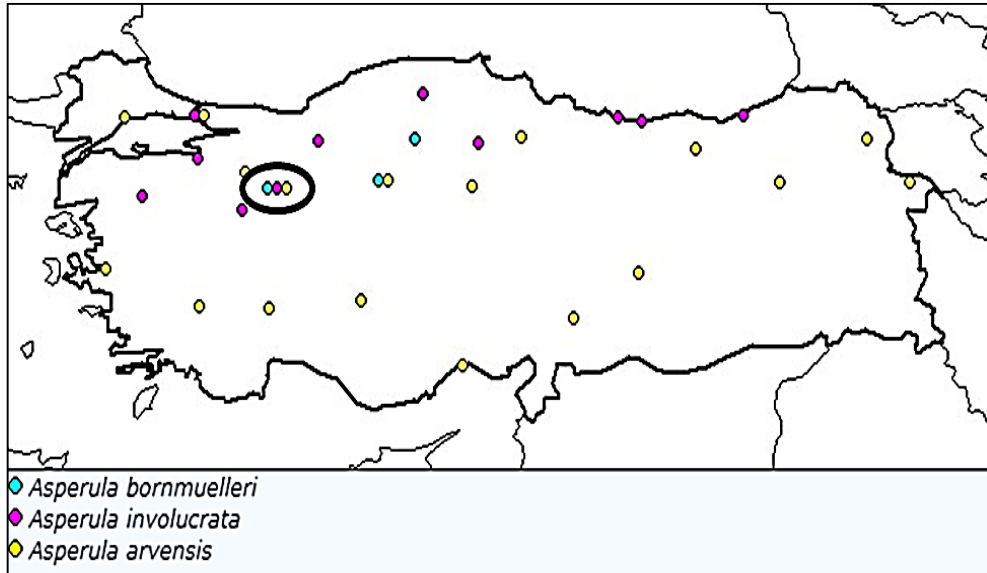 Asperula bornmuelleri
Asperula involucrata
Asperula arvensis